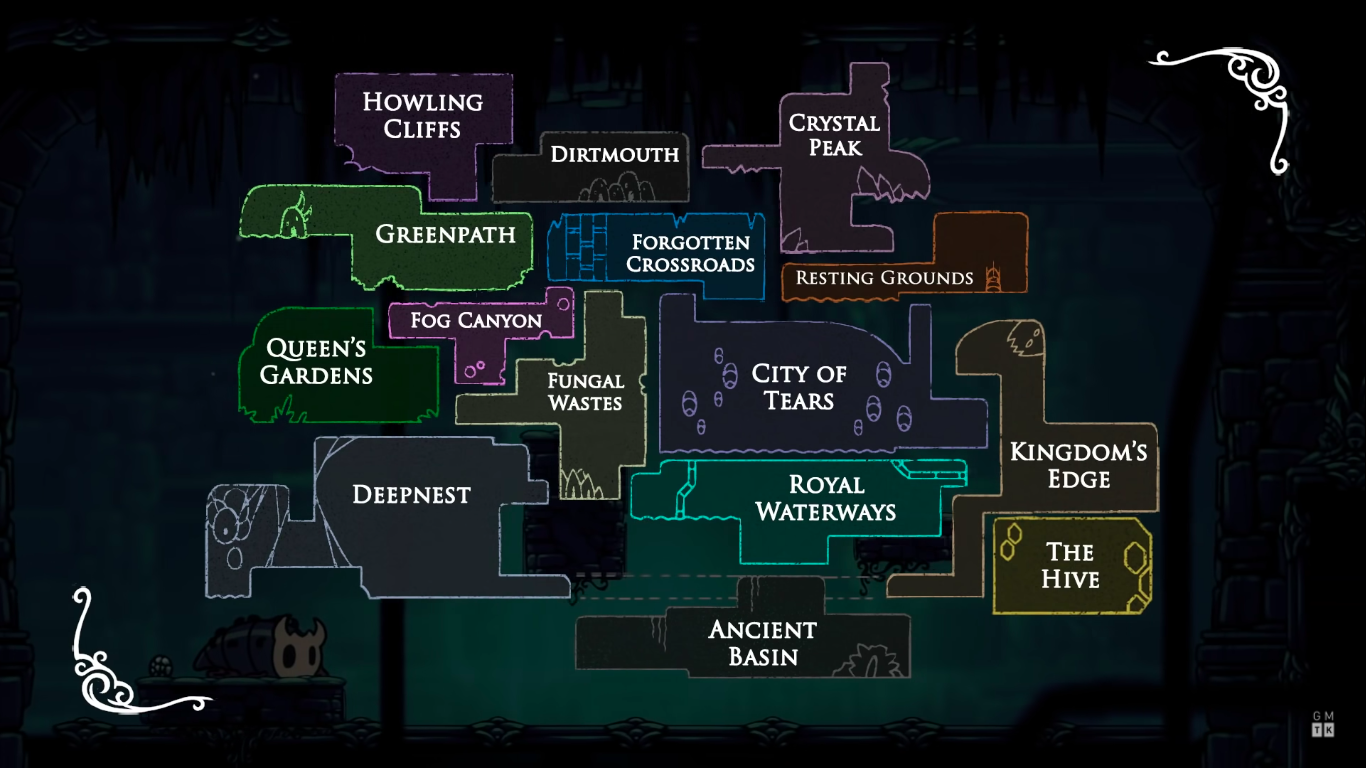 HOWLING
CLIFFS
DIRTMOUTH
CRYSTAL
PEAK
GREENPATH
FORGOTTEN
CROSSROADS
RESTING GROUNDS
FOG CANYON
QUEEN'S
GARDENS
FUNGAL
WASTES
CITY OF
TEARS
KINGDOM'S
EDGE
DEEPNEST
ROYAL
WATERWAYS
THE
HIVE
ANCIENT
BASIN
GM
TK